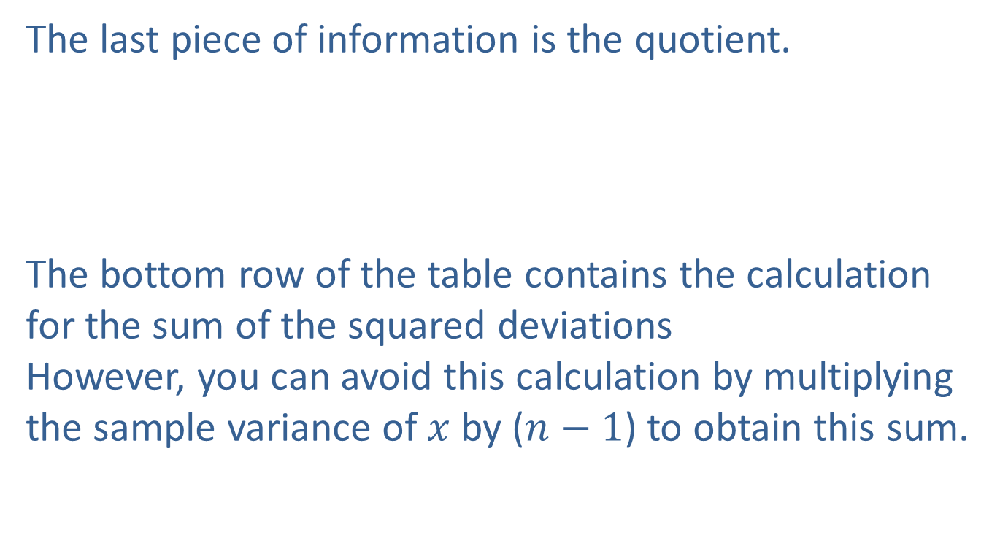 The last piece of information is the quotient.
The bottom row of the table contains the calculation
for the sum of the squared deviations
However, you can avoid this calculation by multiplying
the sample variance of 𝑥 by (𝑛 − 1) to obtain this sum.